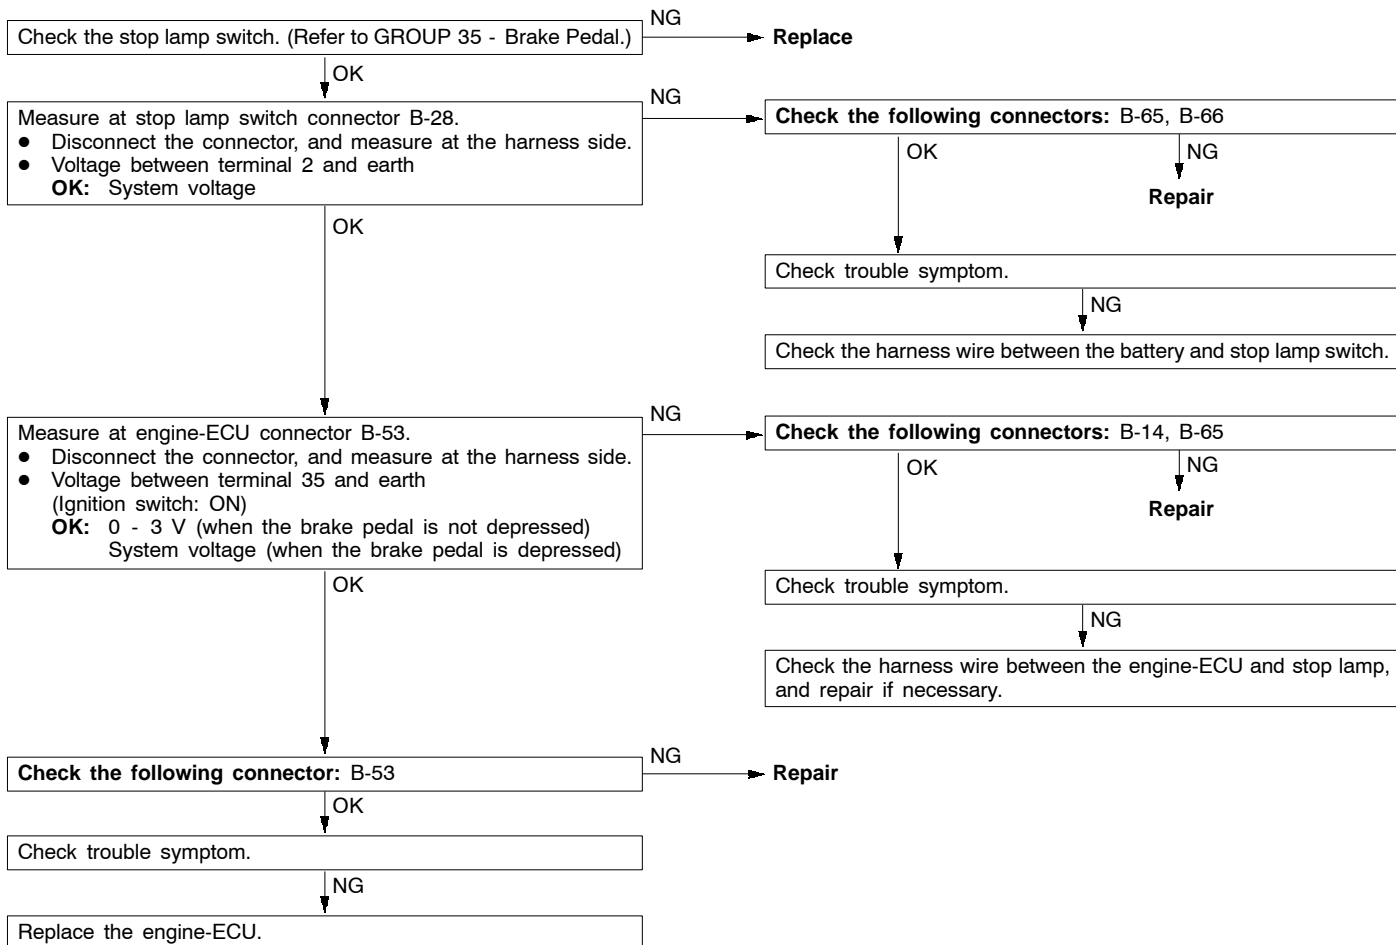 Check the stop lamp switch. (Refer to GROUP 35 - Brake Pedal.)
NG
Replace
OK
Measure at stop lamp switch connector B-28.
● Disconnect the connector, and measure at the harness side.
● Voltage between terminal 2 and earth
OK: System voltage
NG
Check the following connectors: B-65, B-66
OK
NG
Repair
Check trouble symptom.
NG
Check the harness wire between the battery and stop lamp switch.
OK
Measure at engine-ECU connector B-53.
● Disconnect the connector, and measure at the harness side.
● Voltage between terminal 35 and earth
(Ignition switch: ON)
OK: 0 - 3 V (when the brake pedal is not depressed)
System voltage (when the brake pedal is depressed)
NG
Check the following connectors: B-14, B-65
OK
NG
Repair
Check trouble symptom.
NG
Check the harness wire between the engine-ECU and stop lamp,
and repair if necessary.
OK
Check the following connector: B-53
NG
Repair
OK
Check trouble symptom.
NG
Replace the engine-ECU.